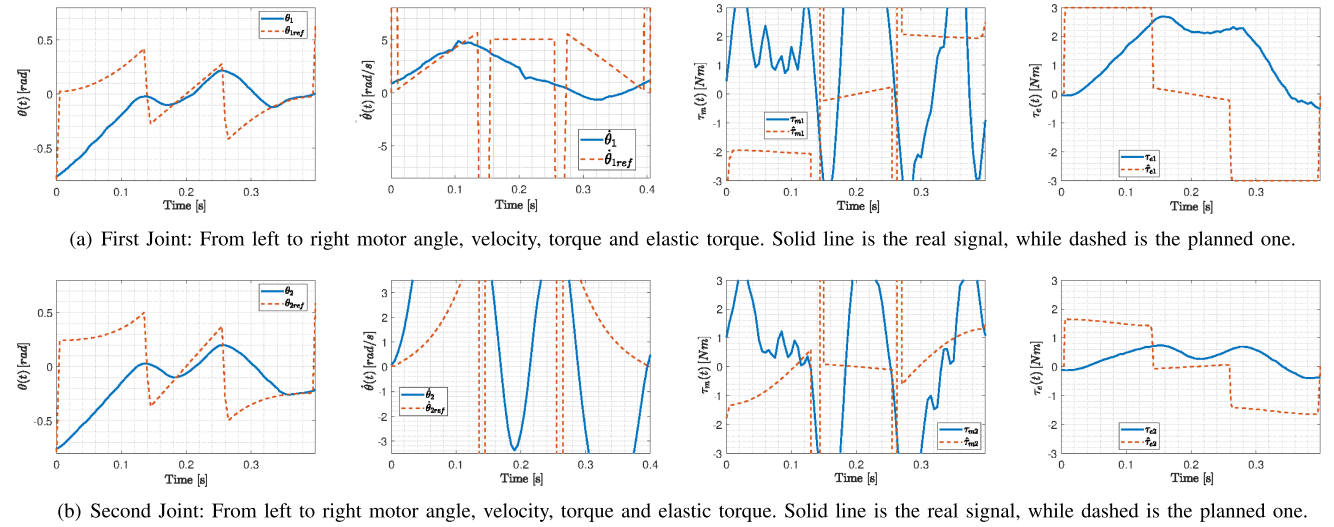 θ(t) [rad]
0.5
0
-0.5
0
0.1
0.2
0.3
Time [s]
θ₁
θ₁ref
θ̇(t) [rad/s]
5
0
-5
0
0.1
0.2
0.3
0.4
Time [s]
θ̇₁
θ̇₁ref
τₘ(t) [Nm]
3
2
1
0
-1
-2
-3
0
0.1
0.2
0.3
Time [s]
τₘ₁
τ̂ₘ₁
τₑ(t) [Nm]
3
2
1
0
-1
-2
-3
0
0.1
0.2
0.3
Time [s]
τₑ₁
τ̂ₑ₁
(a) First Joint: From left to right motor angle, velocity, torque and elastic torque. Solid line is the real signal, while dashed is the planned one.
θ(t) [rad]
0.5
0
-0.5
0
0.1
0.2
0.3
Time [s]
θ₂
θ₂ref
θ̇(t) [rad/s]
3
2
1
0
-1
-2
-3
0
0.2
0.4
Time [s]
θ̇₂
θ̇₂ref
τₘ(t) [Nm]
3
2
1
0
-1
-2
-3
0
0.1
0.2
0.3
Time [s]
τₘ₂
τ̂ₘ₂
τₑ(t) [Nm]
3
2
1
0
-1
-2
-3
0
0.1
0.2
0.3
Time [s]
τₑ₂
τ̂ₑ₂
(b) Second Joint: From left to right motor angle, velocity, torque and elastic torque. Solid line is the real signal, while dashed is the planned one.